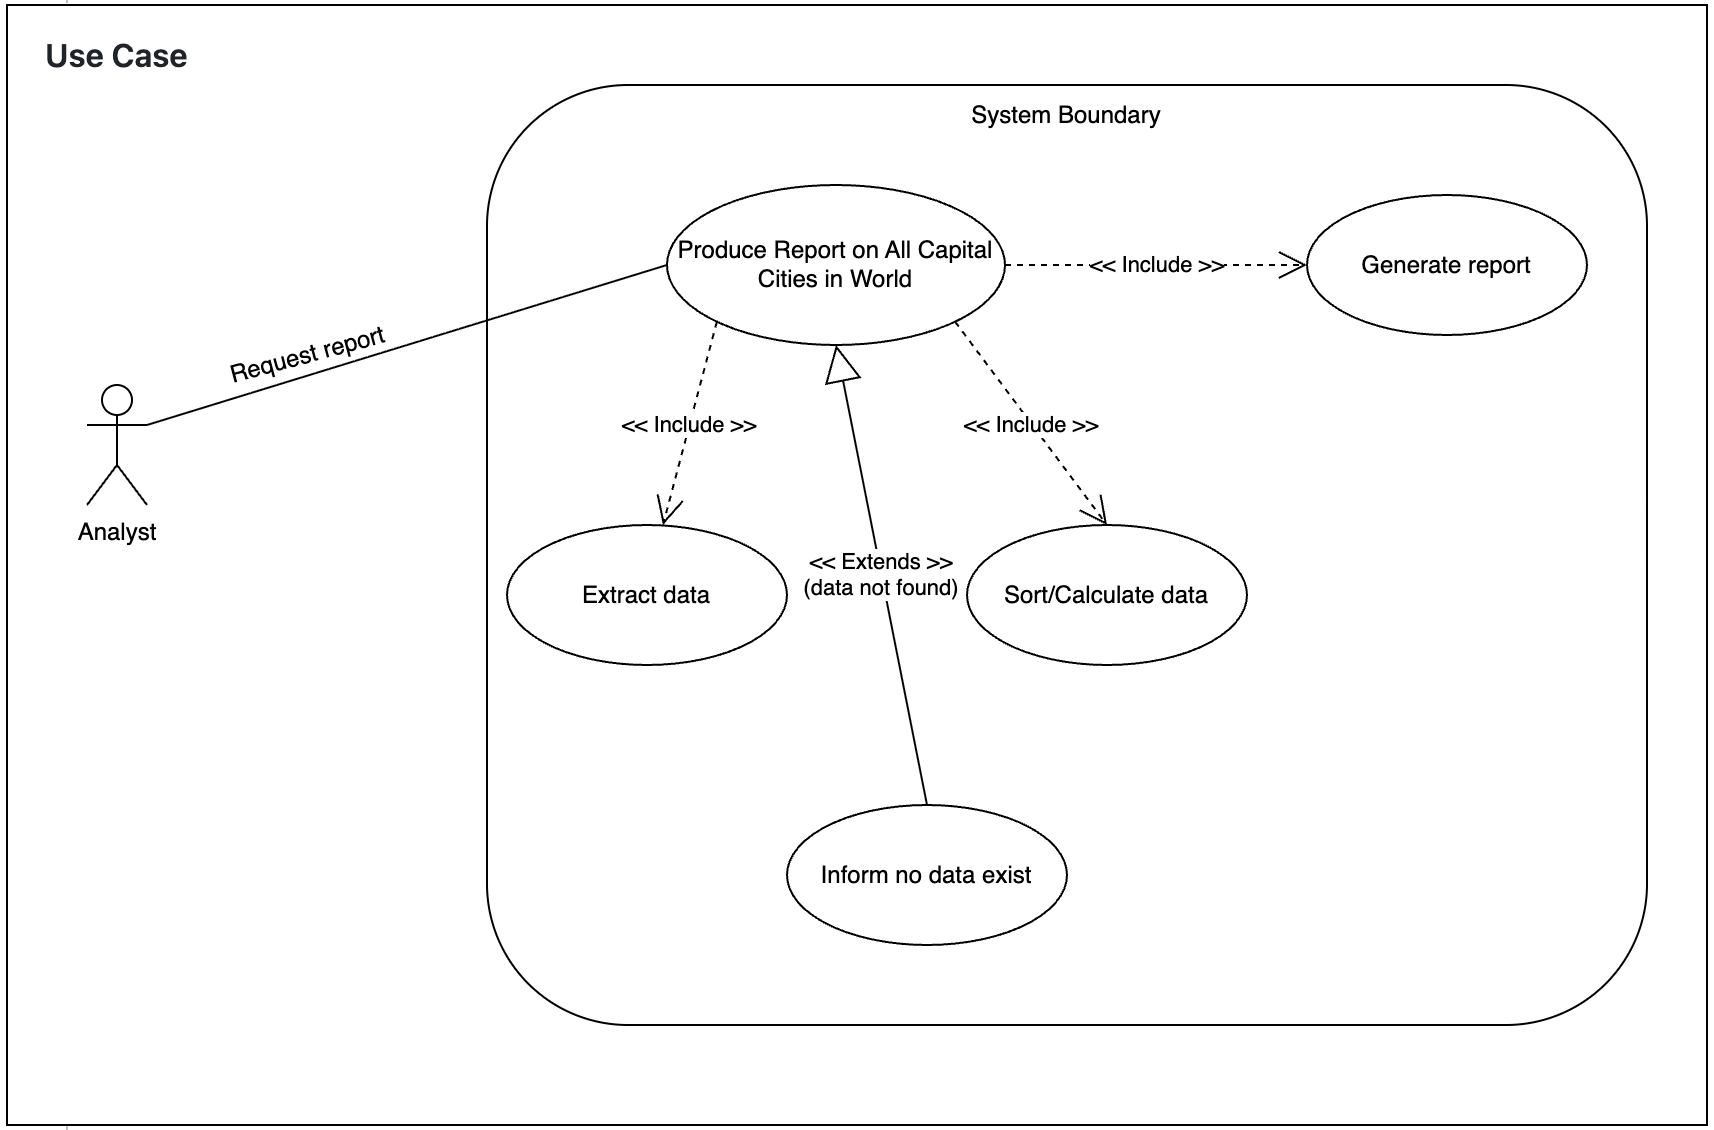 Use Case
System Boundary
Produce Report on All Capital
Cities in World
<< Include >>
Generate report
Request report
<< Include >>
<< Include >>
Analyst
<< Extends >>
(data not found)
Extract data
Sort/Calculate data
Inform no data exist